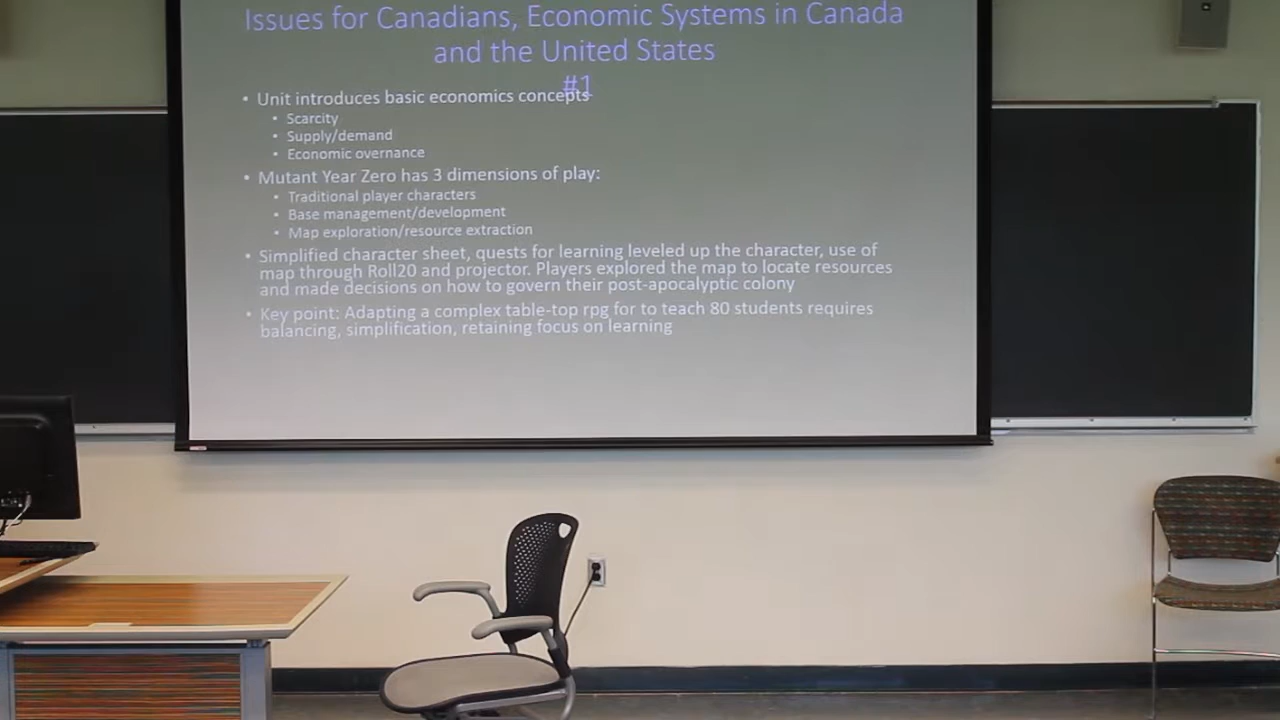 Issues for Canadians, Economic Systems in Canada
and the United States
#1
• Unit introduces basic economics concepts
• Scarcity
• Supply/demand
• Economic overnance
• Mutant Year Zero has 3 dimensions of play:
• Traditional player characters
• Base management/development
• Map exploration/resource extraction
• Simplified character sheet, quests for learning leveled up the character, use of
map through Roll20 and projector. Players explored the map to locate resources
and made decisions on how to govern their post-apocalyptic colony
• Key point: Adapting a complex table-top rpg for to teach 80 students requires
balancing, simplification, retaining focus on learning